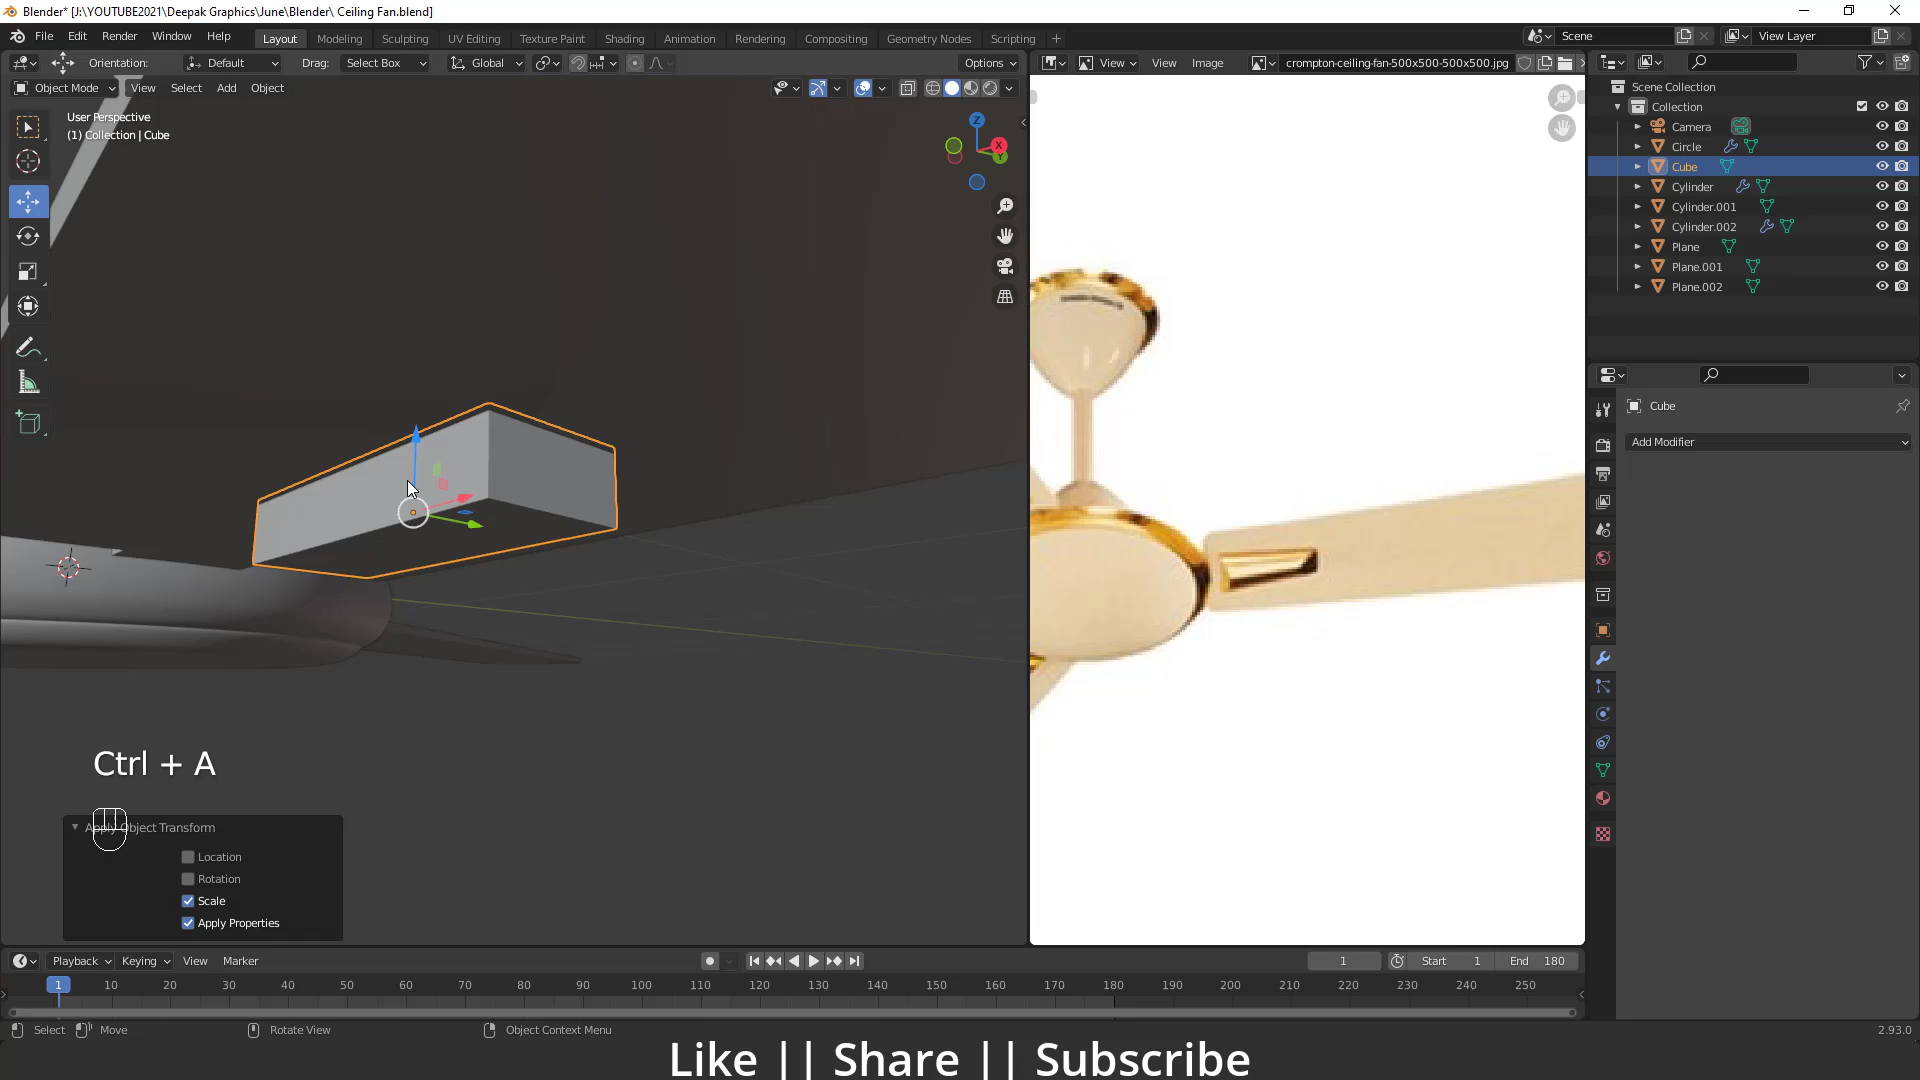 Blender* [J:\YOUTUBE2021\Deepak Graphics\June\Blender\ Ceiling Fan.blend]
File Edit Render Window Help
Layout Modeling Sculpting UV Editing Texture Paint Shading Animation Rendering Compositing Geometry Nodes Scripting +
Scene View Layer
Orientation: Default Drag: Select Box Global Options
View View Image crompton-ceiling-fan-500x500-500x500.jpg
Object Mode View Select Add Object
User Perspective
(1) Collection | Cube
Z
X
Y
Scene Collection
Collection
Camera
Circle
Cube
Cylinder
Cylinder.001
Cylinder.002
Plane
Plane.001
Plane.002
Cube
Add Modifier
Ctrl + A
Apply Object Transform
Location
Rotation
Scale
Apply Properties
Playback Keying View Marker 1 Start 1 End 180
1 10 20 30 40 50 60 70 80 90 100 110 120 130 140 150 160 170 180 190 200 210 220 230 240 250
Select Move Rotate View Object Context Menu 2.93.0
Like || Share || Subscribe